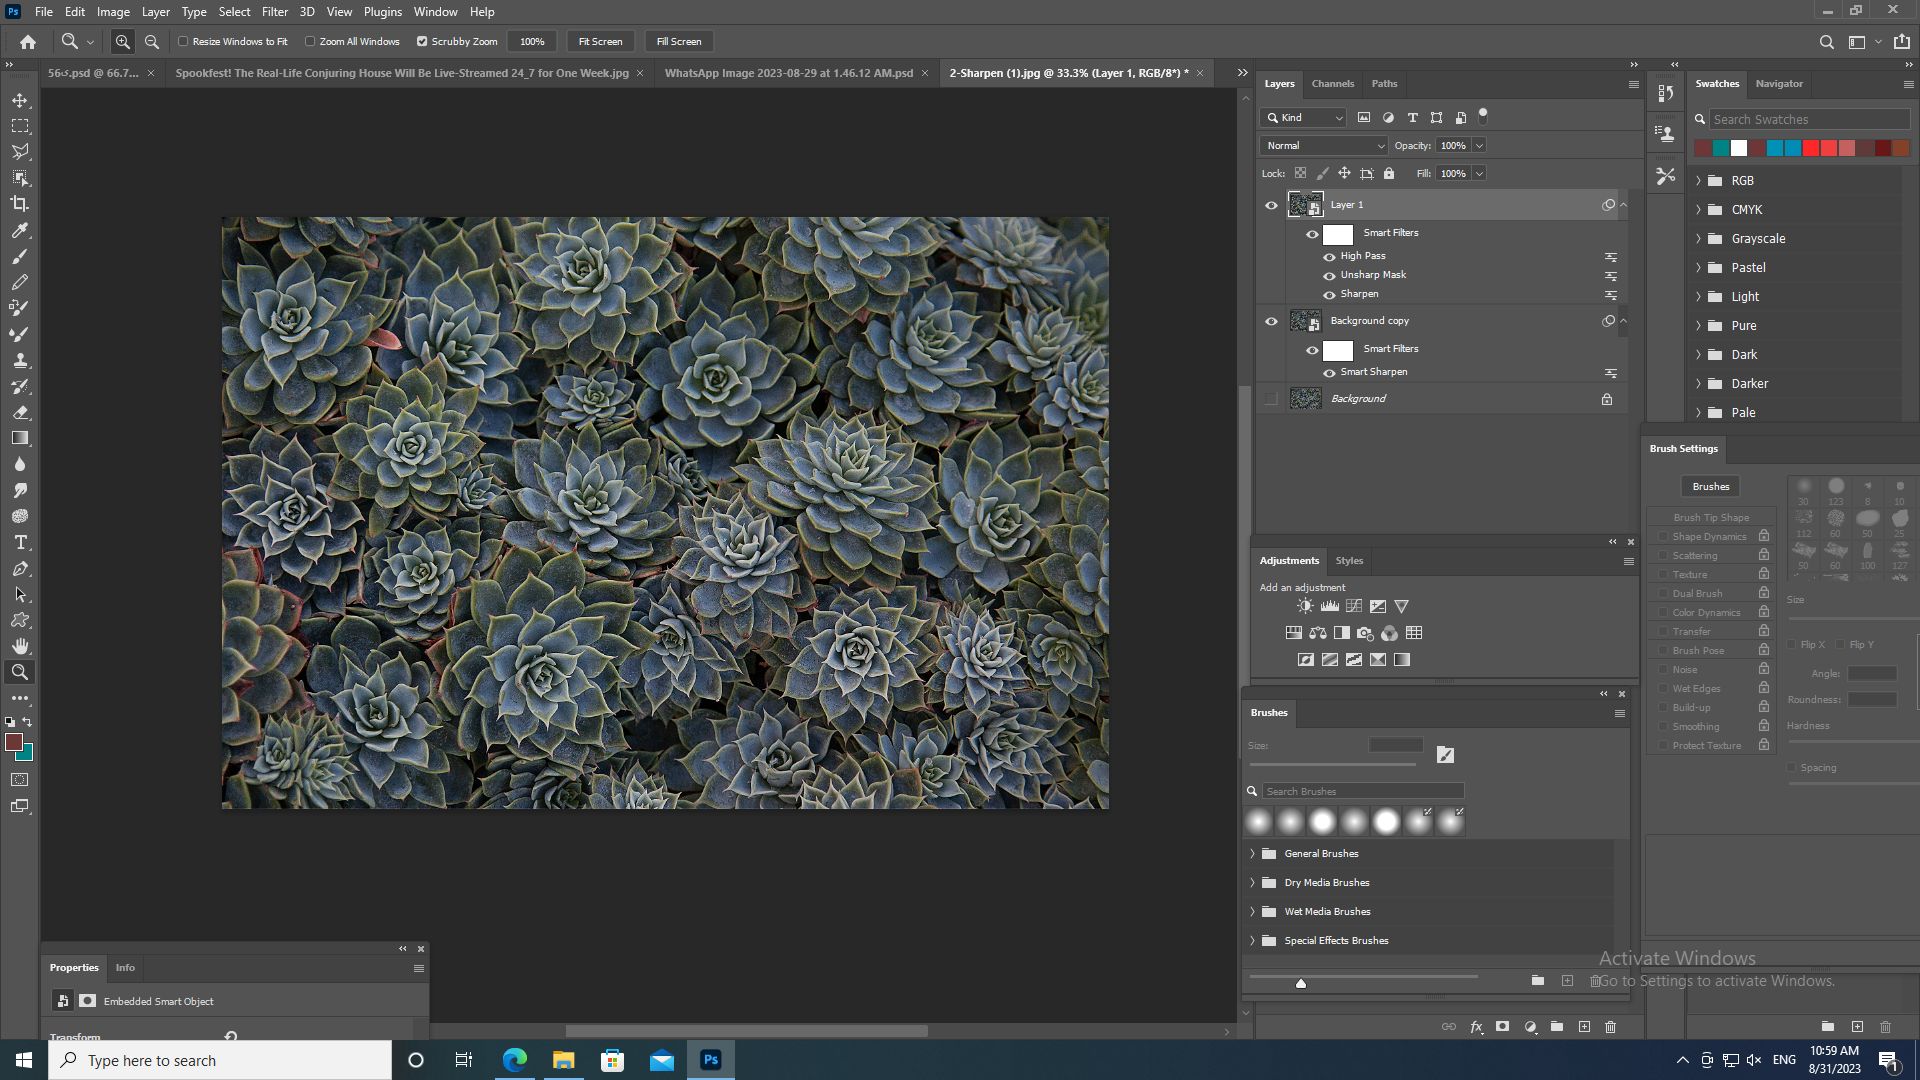 Ps File Edit Image Layer Type Select Filter 3D View Plugins Window Help
Resize Windows to Fit Zoom All Windows Scrubby Zoom 100% Fit Screen Fill Screen
Spookfest! The Real-Life Conjuring House Will Be Live-Streamed 24_7 for One Week.jpg × WhatsApp Image 2023-08-29 at 1.46.12 AM.psd × 2-Sharpen (1).jpg @ 33.3% (Layer 1, RGB/8*) * ×
Layers Channels Paths
Kind
Normal Opacity: 100%
Lock: Fill: 100%
Layer 1
Smart Filters
High Pass
Unsharp Mask
Sharpen
Background copy
Smart Filters
Smart Sharpen
Background
Swatches Navigator
Search Swatches
RGB
CMYK
Grayscale
Pastel
Light
Pure
Dark
Darker
Pale
Brush Settings
Brushes
30 123 8 10
Brush Tip Shape
112 60 50 25
Shape Dynamics
Scattering
50 60 100 127
Texture
Dual Brush
Size
Color Dynamics
Transfer
Flip X Flip Y
Brush Pose
Noise
Angle:
Wet Edges
Roundness:
Build-up
Smoothing
Hardness
Protect Texture
Spacing
Adjustments Styles
Add an adjustment
Brushes
Size:
Search Brushes
General Brushes
Dry Media Brushes
Wet Media Brushes
Special Effects Brushes
Properties Info
Embedded Smart Object
Transform
Activate Windows
Go to Settings to activate Windows.
Type here to search
Ps
ENG
10:59 AM
8/31/2023
1